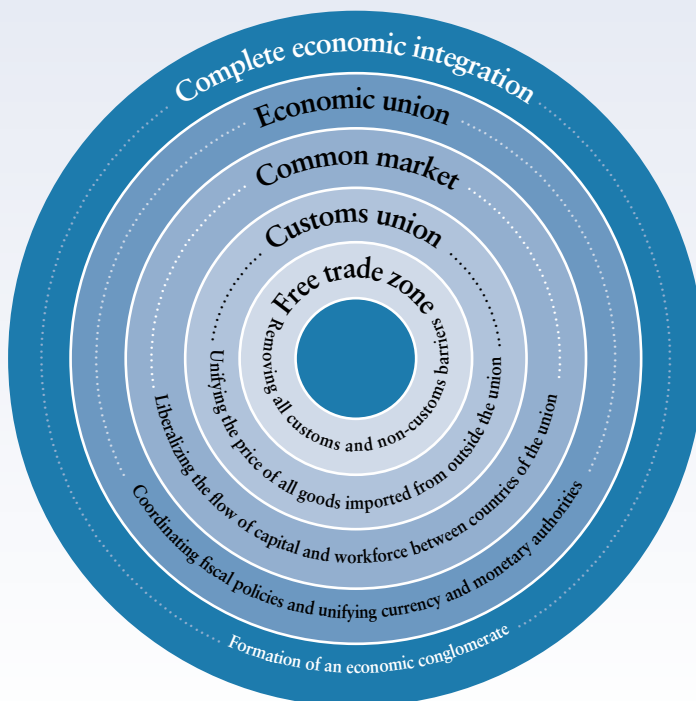 Complete economic integration
Economic union
Common market
Customs union
Free trade zone
Removing all customs and non-customs barriers
Unifying the price of all goods imported from outside the union
Liberalizing the flow of capital and workforce between countries of the union
Coordinating fiscal policies and unifying currency and monetary authorities
Formation of an economic conglomerate